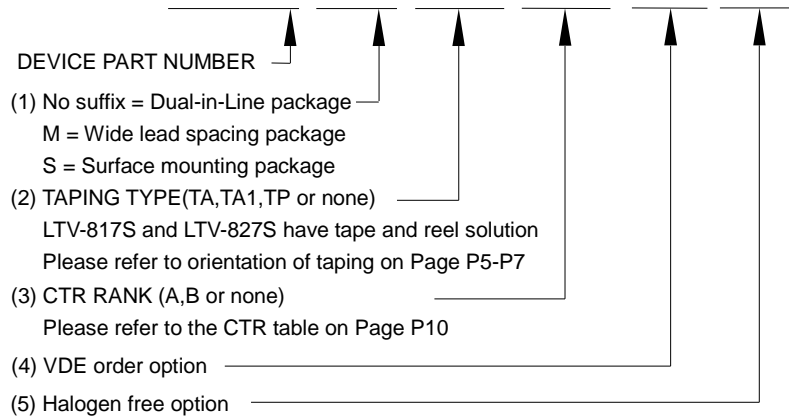 DEVICE PART NUMBER
(1) No suffix = Dual-in-Line package
M = Wide lead spacing package
S = Surface mounting package
(2) TAPING TYPE(TA,TA1,TP or none)
LTV-817S and LTV-827S have tape and reel solution
Please refer to orientation of taping on Page P5-P7
(3) CTR RANK (A,B or none)
Please refer to the CTR table on Page P10
(4) VDE order option
(5) Halogen free option